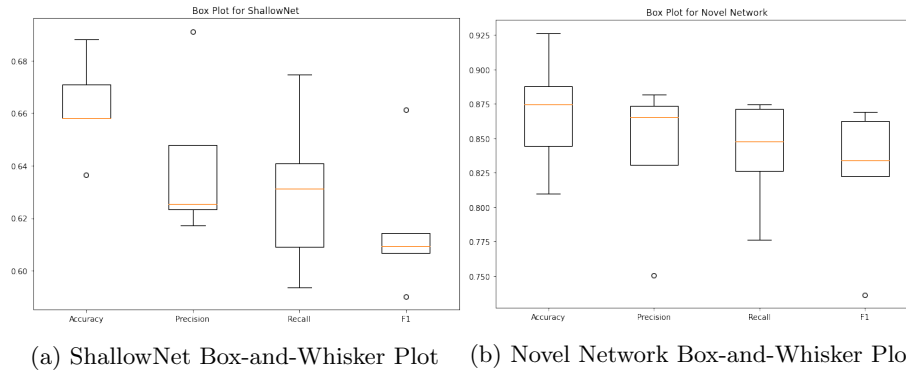 Box Plot for ShallowNet
0.68
0.66
0.64
0.62
0.60
Accuracy Precision Recall F1
(a) ShallowNet Box-and-Whisker Plot
Box Plot for Novel Network
0.925
0.900
0.875
0.850
0.825
0.800
0.775
0.750
Accuracy Precision Recall F1
(b) Novel Network Box-and-Whisker Plo